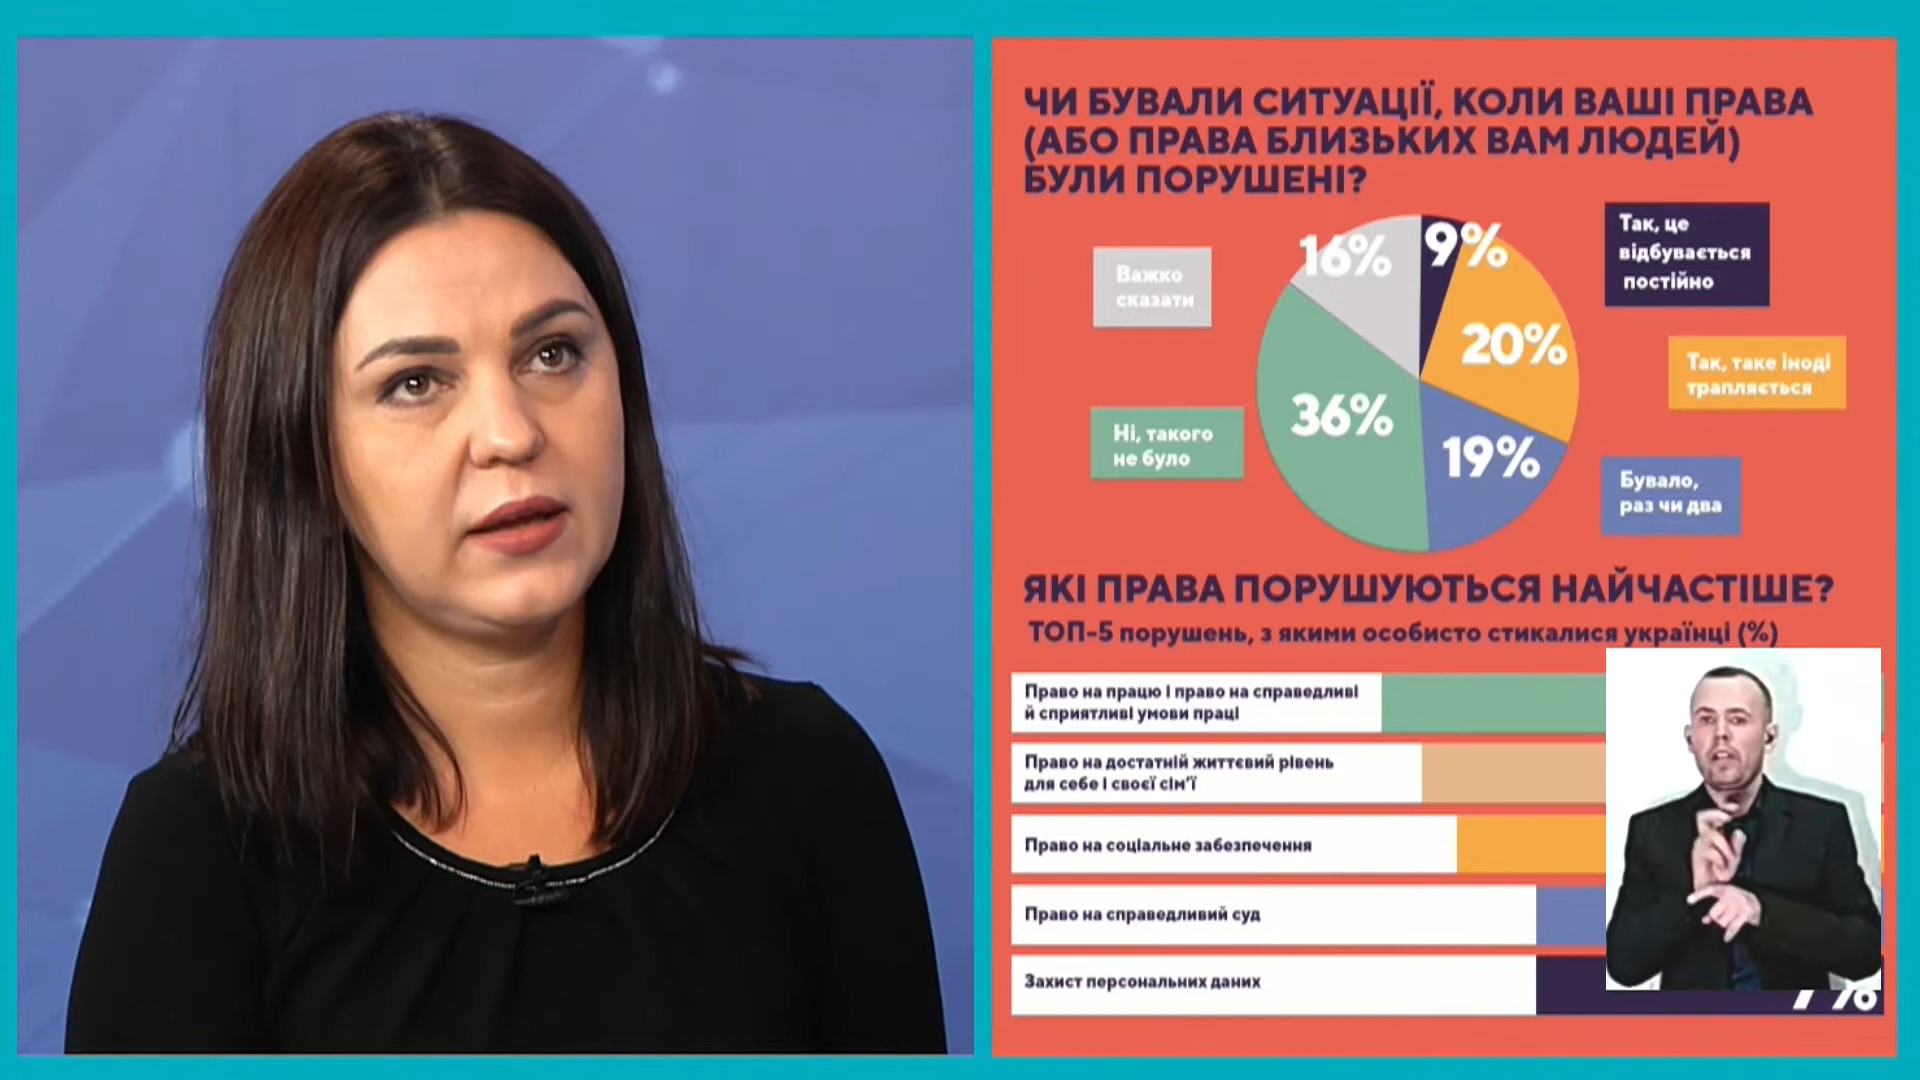 ЧИ БУВАЛИ СИТУАЦІЇ, КОЛИ ВАШІ ПРАВА
(АБО ПРАВА БЛИЗЬКИХ ВАМ ЛЮДЕЙ)
БУЛИ ПОРУШЕНІ?
16%
9%
20%
36%
19%
Важко
сказати
Так, це
відбувається
постійно
Так, таке іноді
трапляється
Ні, такого
не було
Бувало,
раз чи два
ЯКІ ПРАВА ПОРУШУЮТЬСЯ НАЙЧАСТІШЕ?
ТОП-5 порушень, з якими особисто стикалися українці (%)
Право на працю і право на справедливі
й сприятливі умови праці
Право на достатній життєвий рівень
для себе і своєї сім'ї
Право на соціальне забезпечення
Право на справедливий суд
Захист персональних даних